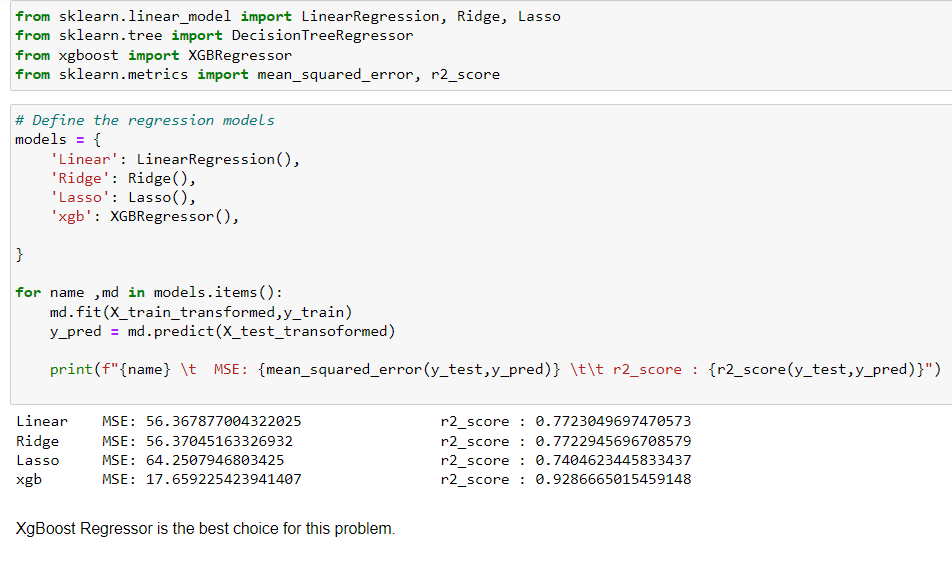 from sklearn.linear_model import LinearRegression, Ridge, Lasso
from sklearn.tree import DecisionTreeRegressor
from xgboost import XGBRegressor
from sklearn.metrics import mean_squared_error, r2_score
# Define the regression models
models = {
    'Linear': LinearRegression(),
    'Ridge': Ridge(),
    'Lasso': Lasso(),
    'xgb': XGBRegressor(),
}
for name ,md in models.items():
    md.fit(X_train_transformed,y_train)
    y_pred = md.predict(X_test_transoformed)
    print(f"{name} \t  MSE: {mean_squared_error(y_test,y_pred)} \t\t r2_score : {r2_score(y_test,y_pred)}")
Linear MSE: 56.367877004322025 r2_score : 0.7723049697470573
Ridge MSE: 56.37045163326932 r2_score : 0.7722945696708579
Lasso MSE: 64.2507946803425 r2_score : 0.7404623445833437
xgb MSE: 17.659225423941407 r2_score : 0.9286665015459148
XgBoost Regressor is the best choice for this problem.